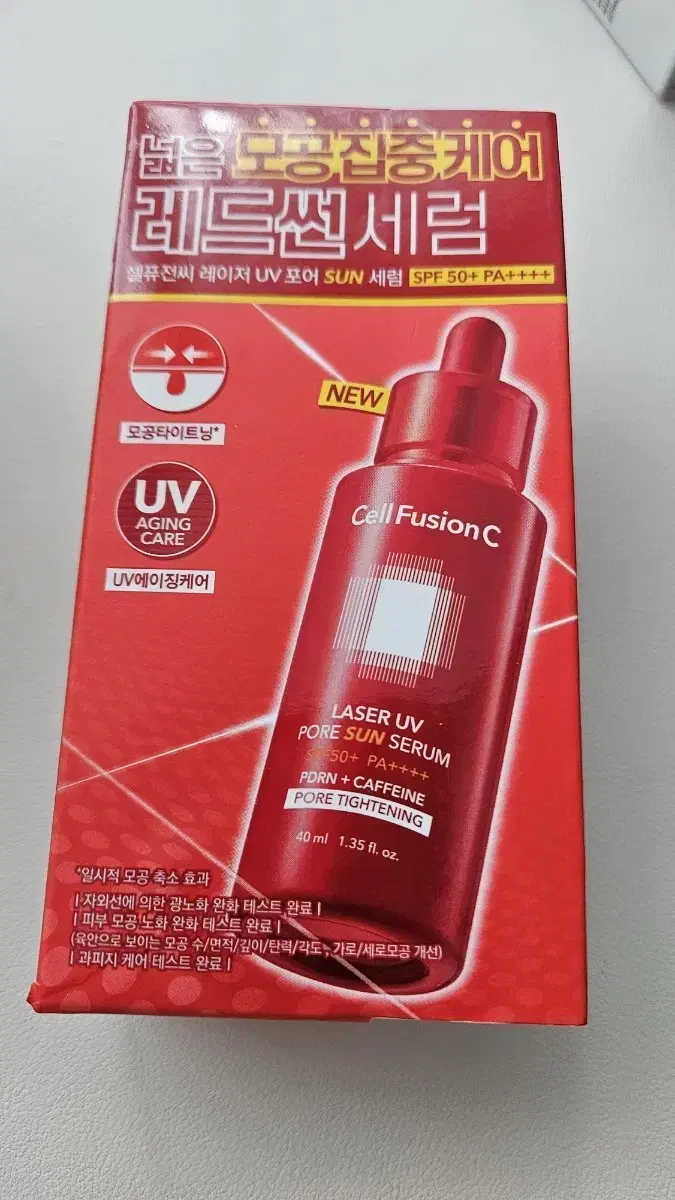 넓은 모공집중케어
레드썬세럼
셀퓨전씨 레이저 UV 포어 SUN 세럼 SPF 50+ PA++++
NEW
모공타이트닝*
UV
AGING
CARE
UV에이징케어
Cell Fusion C
LASER UV
PORE SUN SERUM
SPF50+ PA++++
PDRN + CAFFEINE
PORE TIGHTENING
40 ml 1.35 fl. oz.
*일시적 모공 축소 효과
| 자외선에 의한 광노화 완화 테스트 완료 |
| 피부 모공 노화 완화 테스트 완료 |
(육안으로 보이는 모공 수/면적/깊이/탄력/각도, 가로/세로모공 개선)
| 과피지 케어 테스트 완료 |